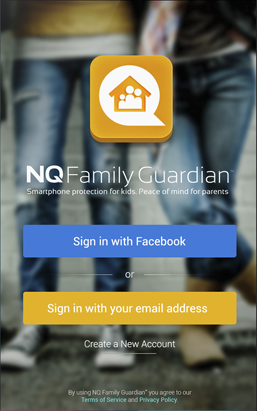 NQ Family Guardian™
Smartphone protection for kids. Peace of mind for parents
Sign in with Facebook
or
Sign in with your email address
Create a New Account
By using NQ Family Guardian™ you agree to our
Terms of Service and Privacy Policy.